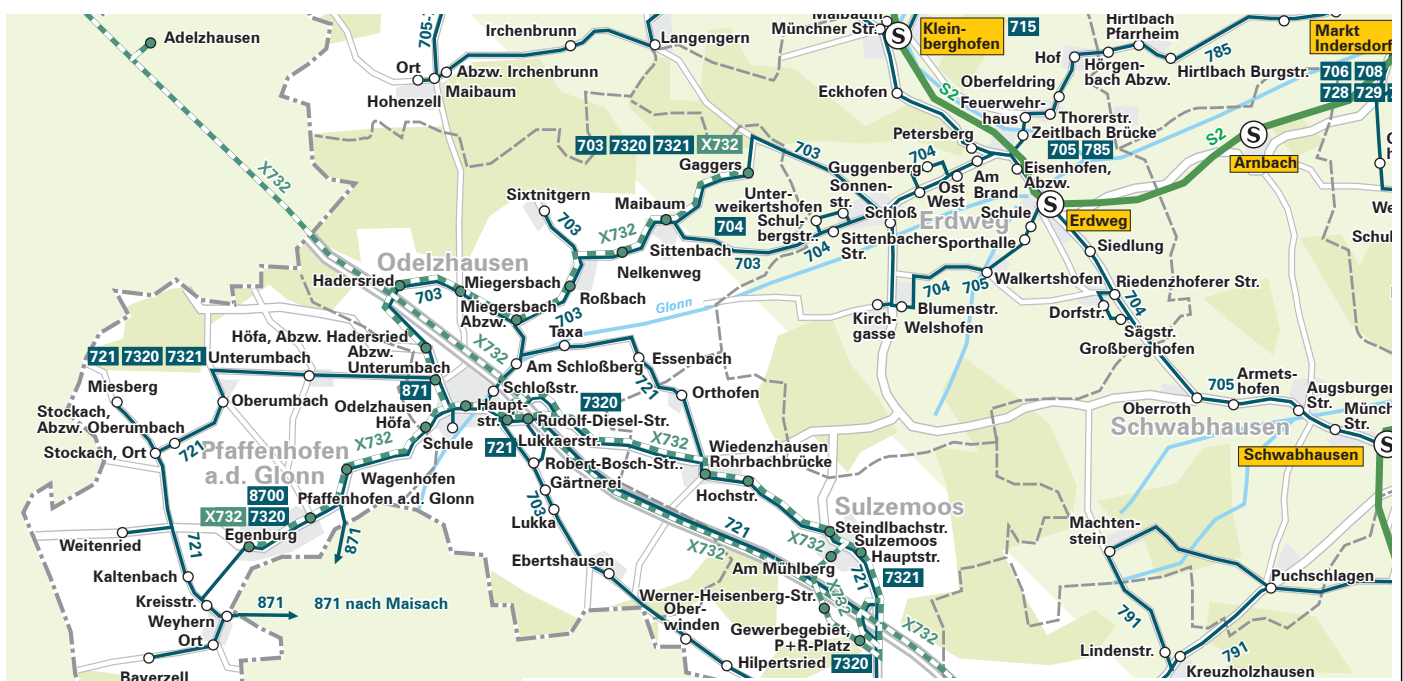 Adelzhausen
705-
Irchenbrunn
Langengern
Ort
Abzw. Irchenbrunn
Maibaum
Hohenzell
Maibaum
Münchner Str.
S
Klein-
berghofen
715
Hirtlbach
Pfarrheim
785
Markt
Indersdorf
706 708
728 729
Hof
Hörgen-
bach Abzw.
Hirtlbach Burgstr.
Oberfeldring
Eckhofen
S2
Feuerwehr-
haus
Thorerstr.
Zeitlbach Brücke
705 785
Petersberg
S2
S
Arnbach
X732
703 7320 7321 X732
Gaggers
703
Guggenberg
704
Sonnen-
str.
Ost
West
Am
Brand
Eisenhofen,
Abzw.
Sixtnitgern
703
Maibaum
Unter-
weikertshofen
704
Schul-
bergstr.
Schloß
Erdweg
Schule
S
Erdweg
X732
Sittenbach
703
704
Sittenbacher
Str.
Sporthalle
Siedlung
Nelkenweg
Odelzhausen
Hadersried
703
Miegersbach
Roßbach
Miegersbach
Abzw.
703
Glonn
Walkertshofen
704
705
Riedenzhoferer Str.
704
Kirch-
gasse
Blumenstr.
Welshofen
Dorfstr.
Sägstr.
Großberghofen
Höfa, Abzw. Hadersried
Taxa
721 7320 7321
Unterumbach
Abzw.
Unterumbach
X732
Am Schloßberg
Essenbach
Miesberg
871
Schloßstr.
721
Orthofen
705
Armets-
hofen
Augsburger
Str.
Oberumbach
Stockach,
Abzw. Oberumbach
Odelzhausen
Höfa
Haupt-
str.
7320
Rudolf-Diesel-Str.
Oberroth
Schwabhausen
Münch
Str.
721
Stockach, Ort
Pfaffenhofen
a.d. Glonn
X732
Schule
721
Lukkaerstr.
X732
Wiedenzhausen
Rohrbachbrücke
Schwabhausen
S
Wagenhofen
Robert-Bosch-Str..
Gärtnerei
Hochstr.
8700
Pfaffenhofen a.d. Glonn
X732 7320
Egenburg
703
Lukka
Sulzemoos
871
721
X732
Steindlbachstr.
Sulzemoos
Hauptstr.
X732
Machten-
stein
Weitenried
721
Ebertshausen
Am Mühlberg
721
7321
Kaltenbach
Puchschlagen
Werner-Heisenberg-Str.
X732
Kreisstr.
871
871 nach Maisach
Ober-
winden
791
Weyhern
Ort
Gewerbegebiet,
P+R-Platz
X732
Lindenstr.
791
Hilpertsried
7320
Kreuzholzhausen
Bayerzell